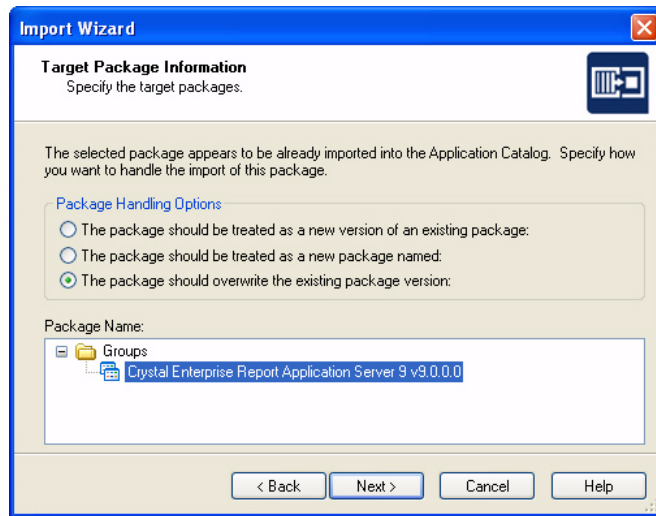 Import Wizard
Target Package Information
Specify the target packages.
The selected package appears to be already imported into the Application Catalog. Specify how
you want to handle the import of this package.
Package Handling Options
The package should be treated as a new version of an existing package:
The package should be treated as a new package named:
The package should overwrite the existing package version:
Package Name:
Groups
Crystal Enterprise Report Application Server 9 v9.0.0.0
< Back
Next >
Cancel
Help